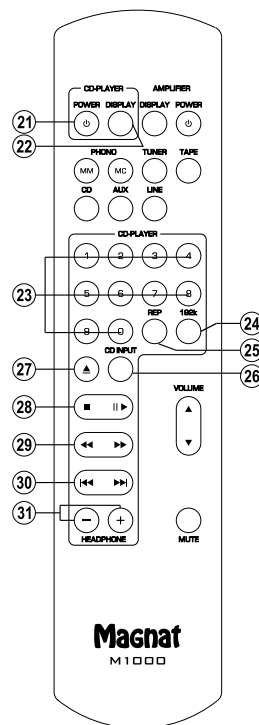 CD-PLAYER AMPLIFIER
POWER DISPLAY DISPLAY POWER
21
22
PHONO TUNER TAPE
MM MC
CD AUX LINE
CD-PLAYER
1 2 3 4
23
5 6 7 8
REP 192k
24
9 0
25
CD INPUT
26
27
VOLUME
28
29
30
31
HEADPHONE MUTE
Magnat
M1000